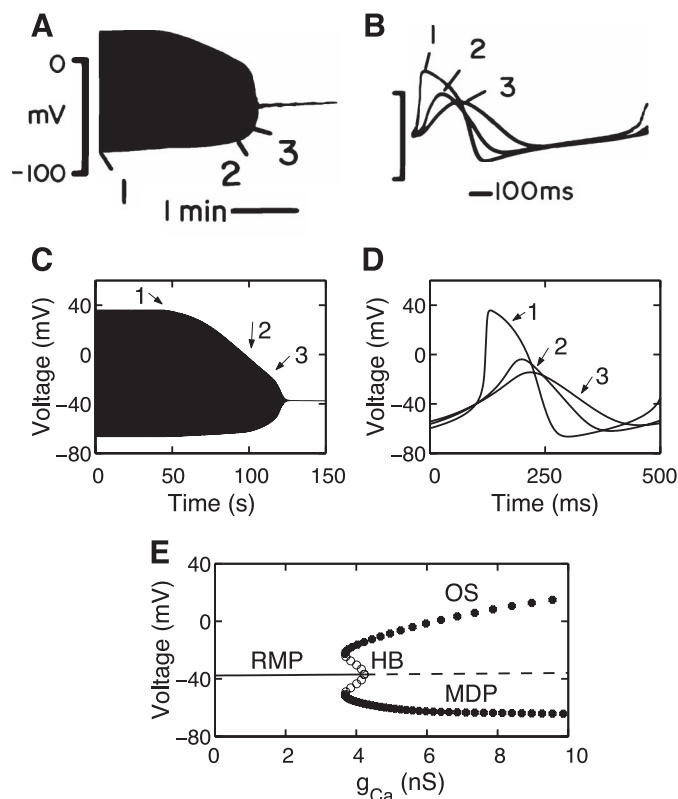 A
0
mV
-100
1
2
3
1 min
B
1
2
3
100ms
C
Voltage (mV)
40
0
−40
−80
1
2
3
0
50
100
150
Time (s)
D
Voltage (mV)
40
0
−40
−80
1
2
3
0
250
500
Time (ms)
E
Voltage (mV)
40
0
−40
−80
OS
RMP
HB
MDP
0
2
4
6
8
10
gCa (nS)